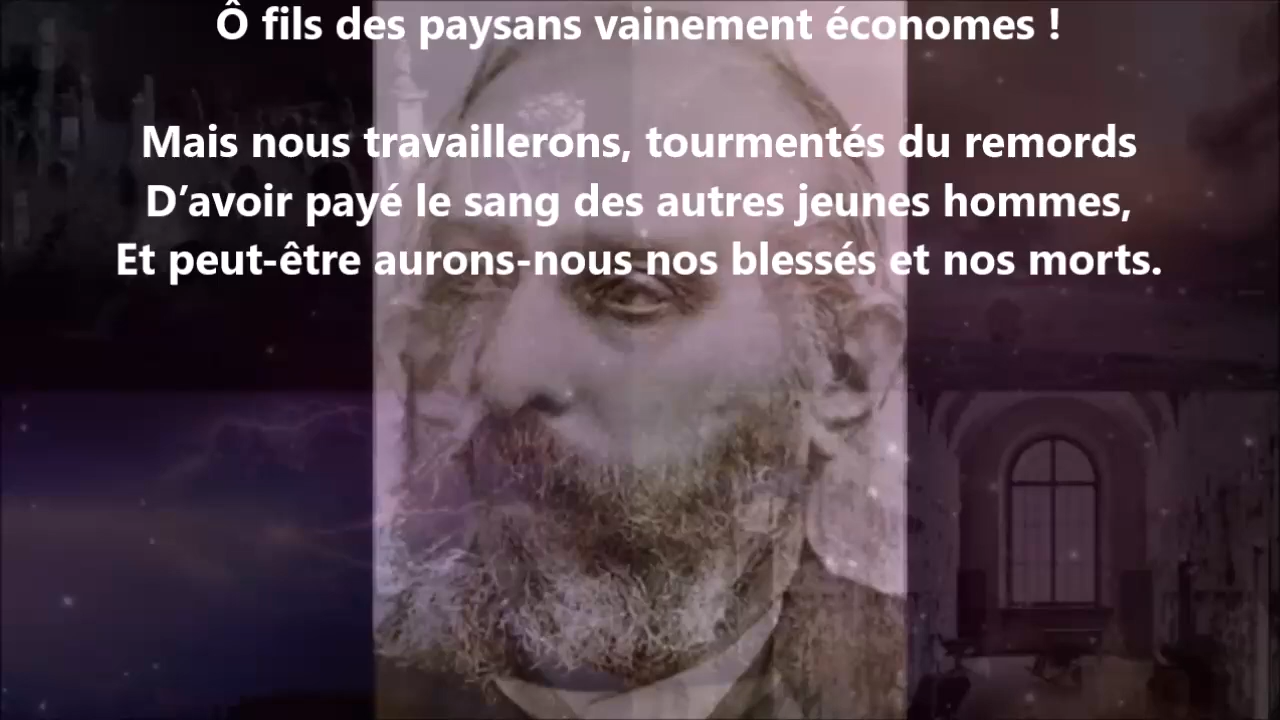 Ô fils des paysans vainement économes !
Mais nous travaillerons, tourmentés du remords
D’avoir payé le sang des autres jeunes hommes,
Et peut-être aurons-nous nos blessés et nos morts.